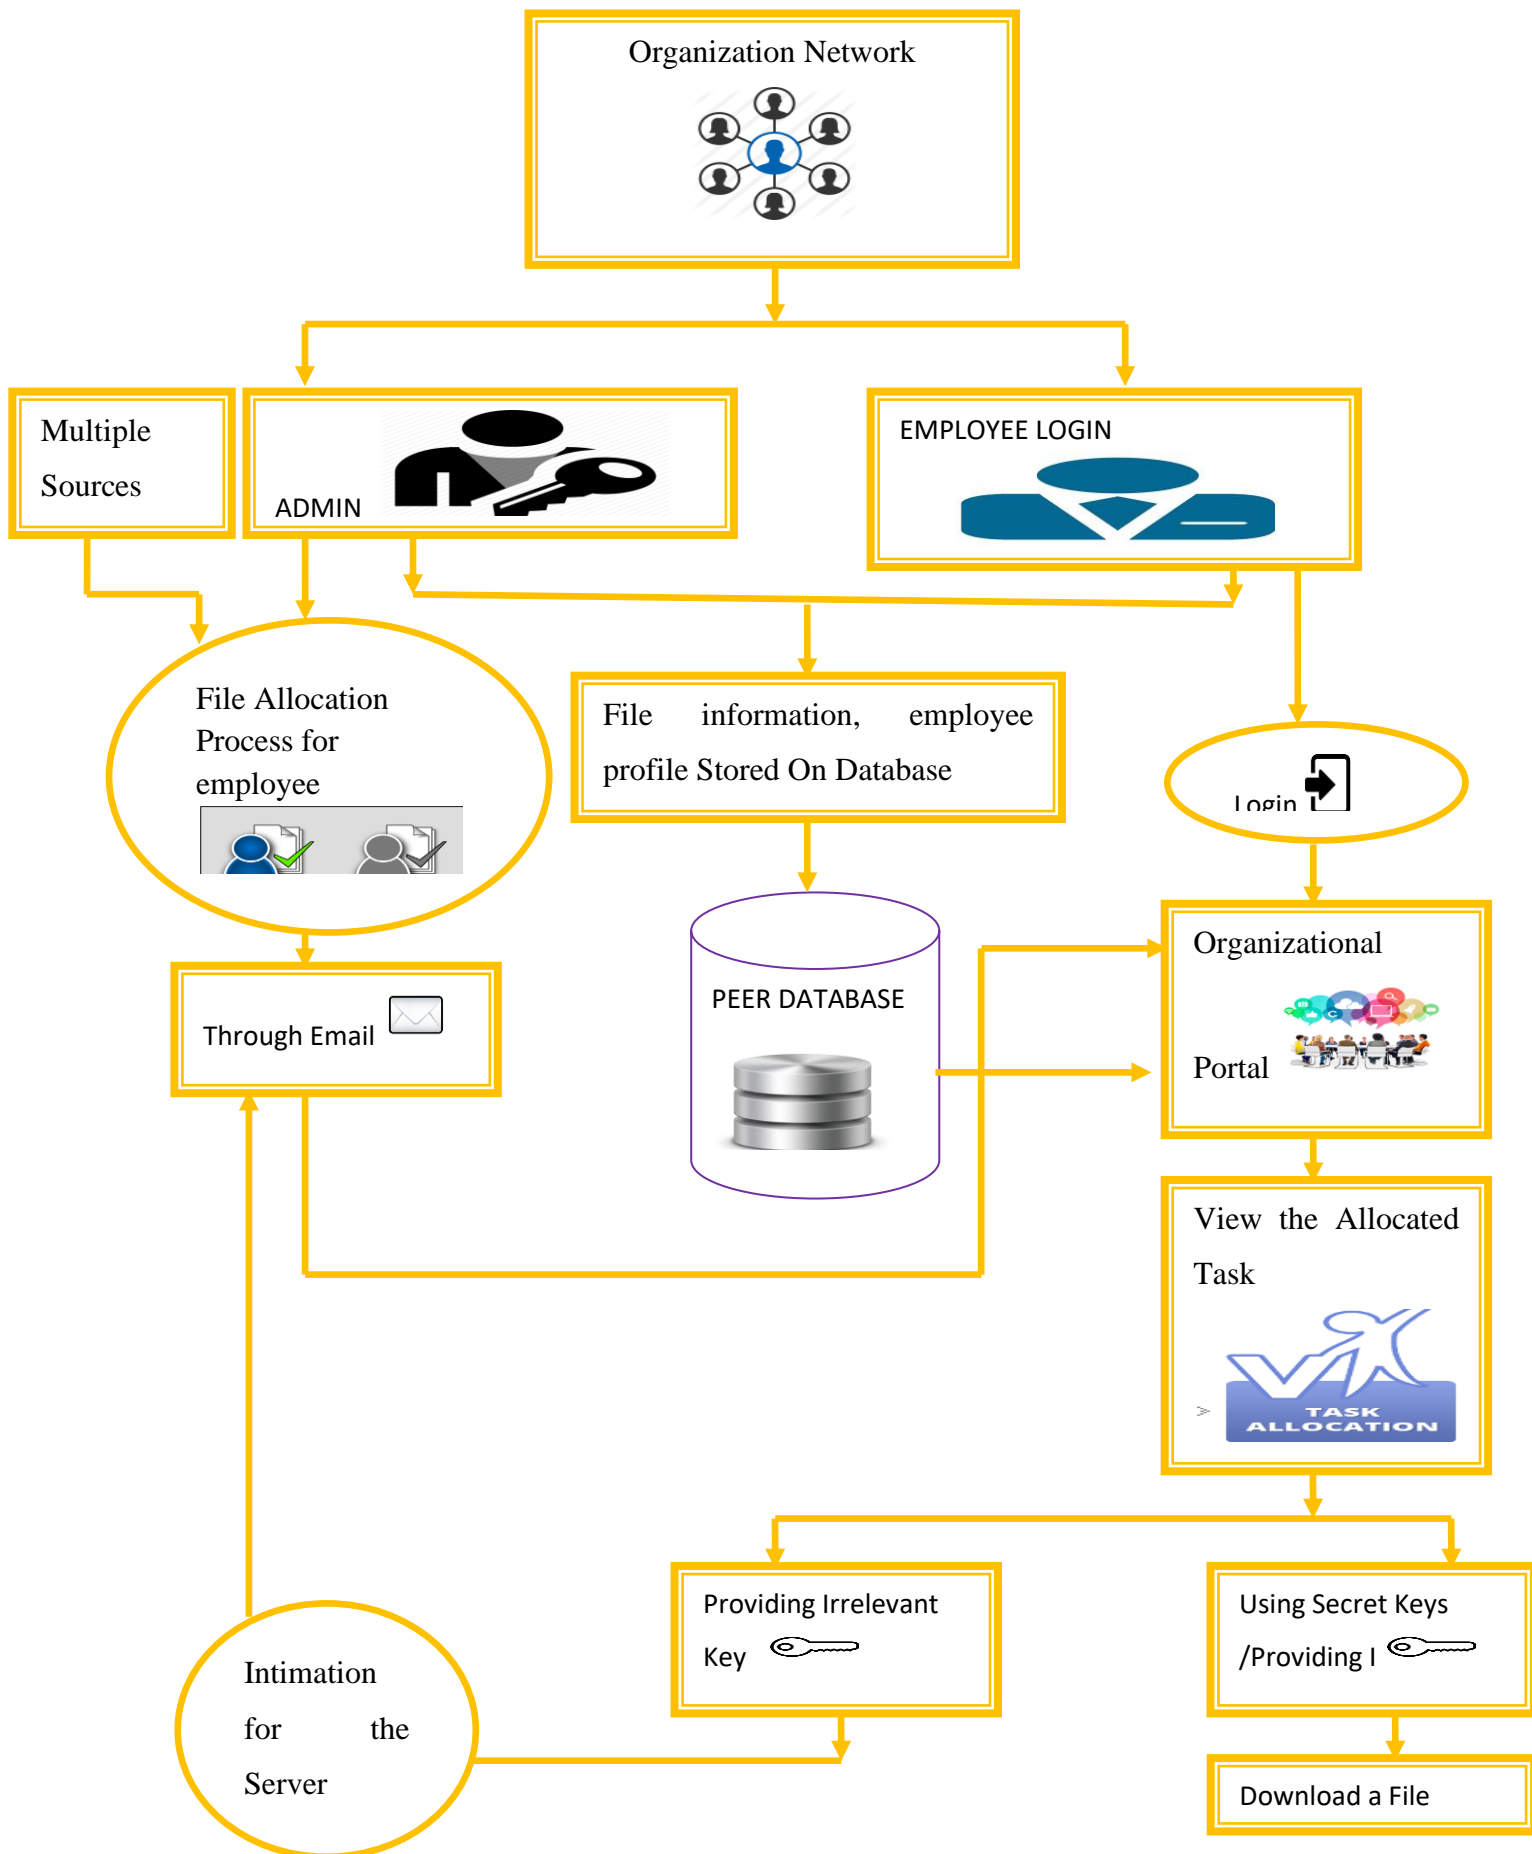 Organization Network
Multiple
Sources
ADMIN
EMPLOYEE LOGIN
File Allocation
Process for
employee
File information, employee
profile Stored On Database
Login
Through Email
PEER DATABASE
Organizational
Portal
View the Allocated
Task
>
TASK
ALLOCATION
Providing Irrelevant
Key
Using Secret Keys
/Providing I
Intimation
for the
Server
Download a File